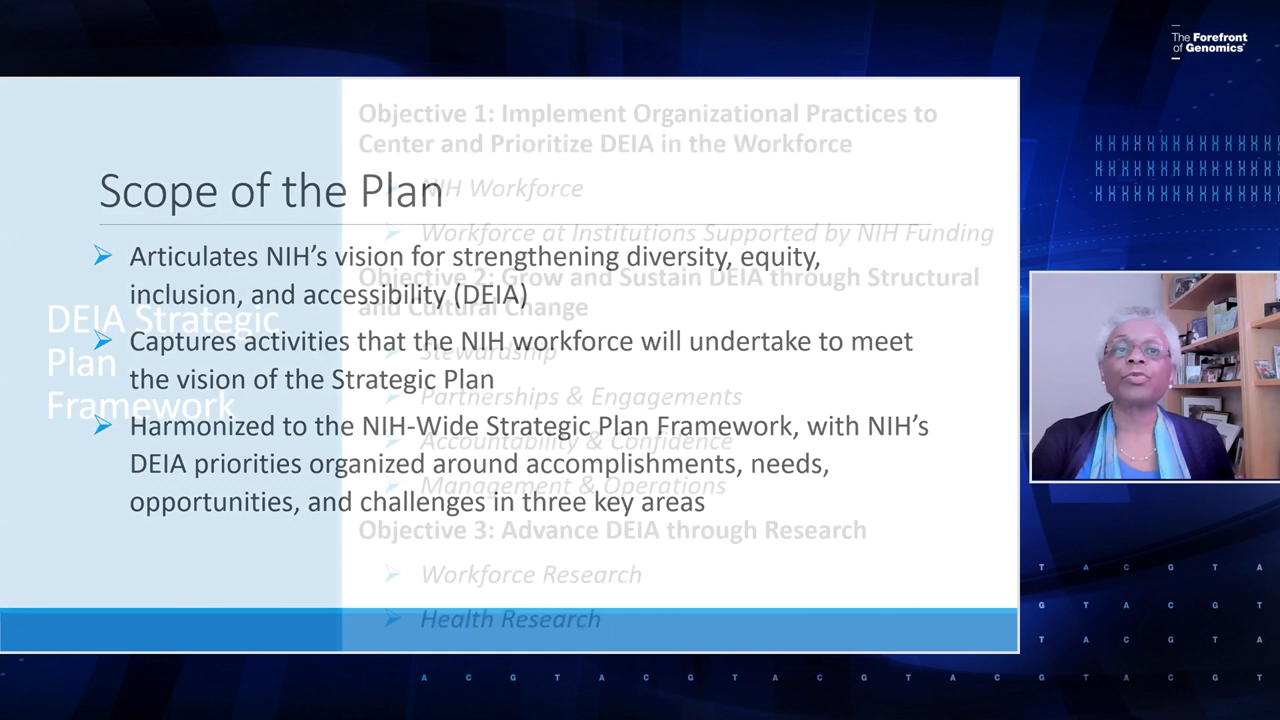 The Forefront
of Genomics®
Scope of the Plan
Articulates NIH's vision for strengthening diversity, equity,
inclusion, and accessibility (DEIA)
Captures activities that the NIH workforce will undertake to meet
the vision of the Strategic Plan
Harmonized to the NIH-Wide Strategic Plan Framework, with NIH's
DEIA priorities organized around accomplishments, needs,
opportunities, and challenges in three key areas
DEIA Strategic
Plan
Framework
Objective 1: Implement Organizational Practices to
Center and Prioritize DEIA in the Workforce
NIH Workforce
Workforce at Institutions Supported by NIH Funding
Objective 2: Grow and Sustain DEIA through Structural
and Cultural Change
Stewardship
Partnerships & Engagements
Accountability & Confidence
Management & Operations
Objective 3: Advance DEIA through Research
Workforce Research
Health Research
T A C G T A
G T A C G T
T A C G T A
A C G T A C G T A C G T A C G T A C G T